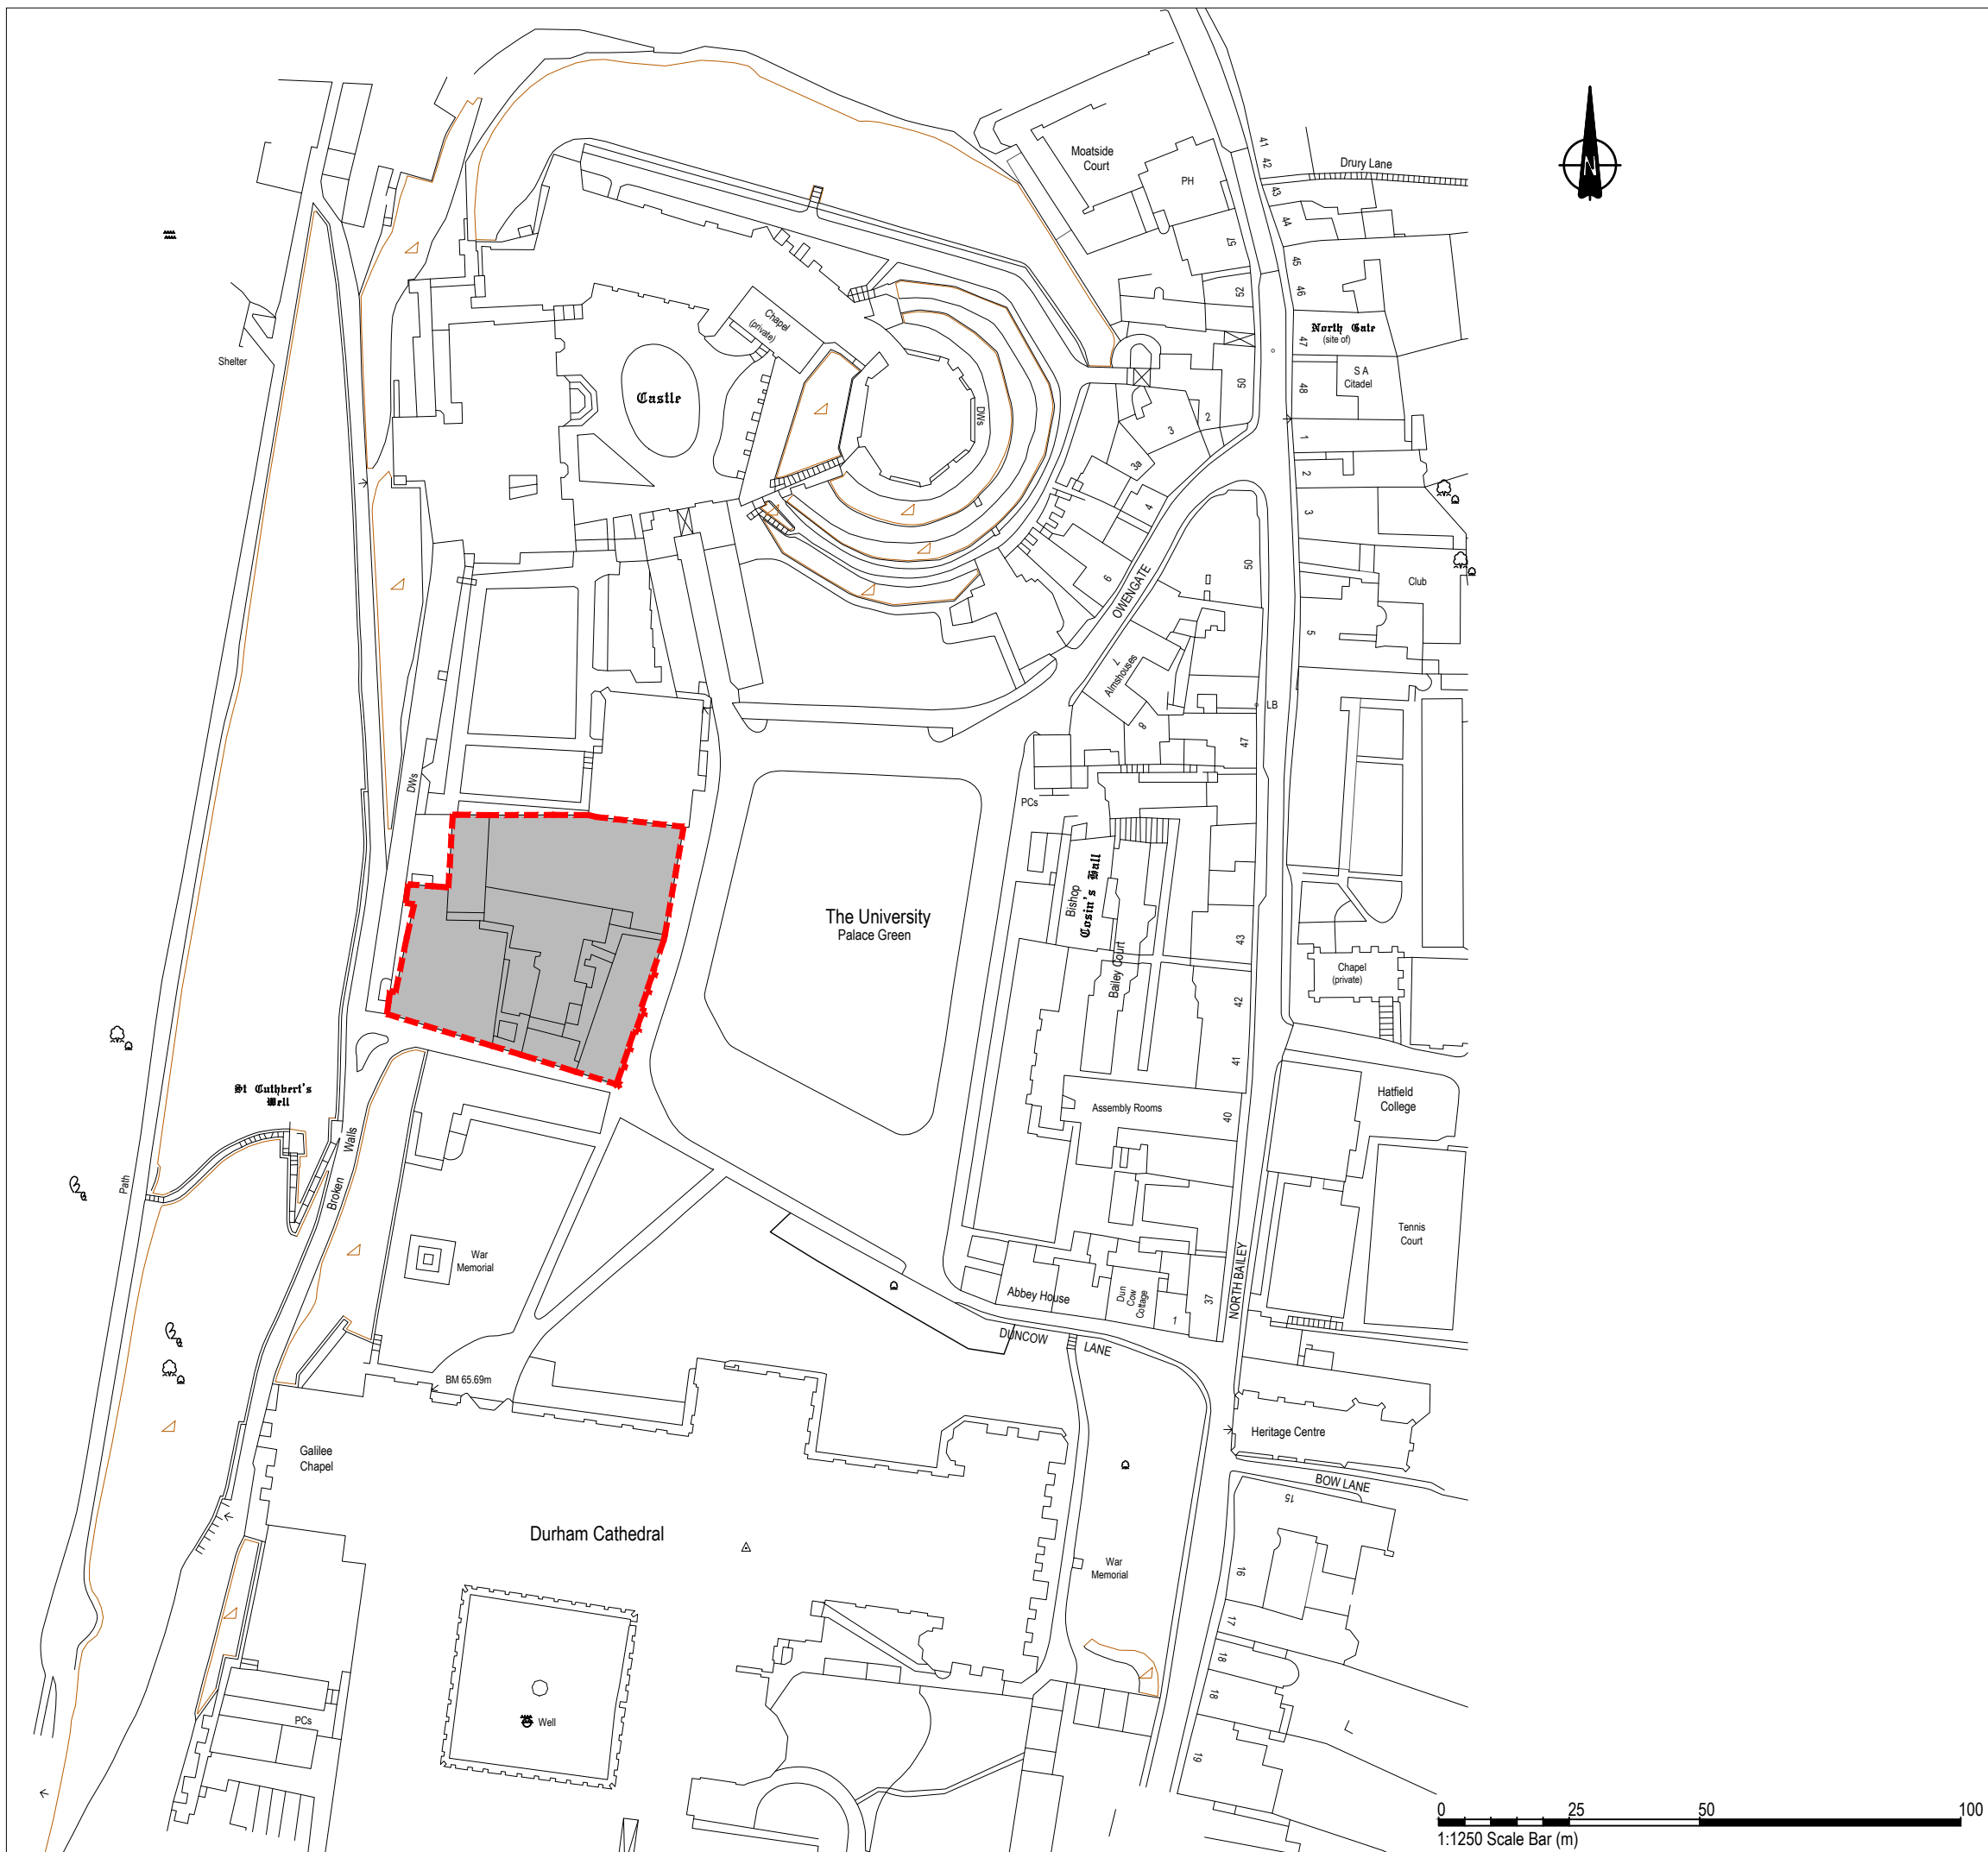 Moatside
Court
PH
57
52
41
42
43
44
45
46
Drury Lane
N
North Gate
(site of)
47
S A
Citadel
48
Shelter
Chapel
(private)
Castle
DWs
50
2
3
3a
4
6
1
2
3
Club
5
OWENGATE
50
7
Almshouses
8
LB
47
DWs
PCs
Bishop
Cosin's Hall
Bailey Court
The University
Palace Green
43
42
41
Chapel
(private)
St Cuthbert's
Well
Broken Walls
Path
Assembly Rooms
40
Hatfield
College
Tennis
Court
War
Memorial
Abbey House
Dun
Cow
Cottage
1
37
NORTH BAILEY
DUNCOW LANE
BM 65.69m
Heritage Centre
BOW LANE
Galilee
Chapel
15
Durham Cathedral
War
Memorial
16
17
18
18
19
PCs
Well
L
0 25 50 100
1:1250 Scale Bar (m)